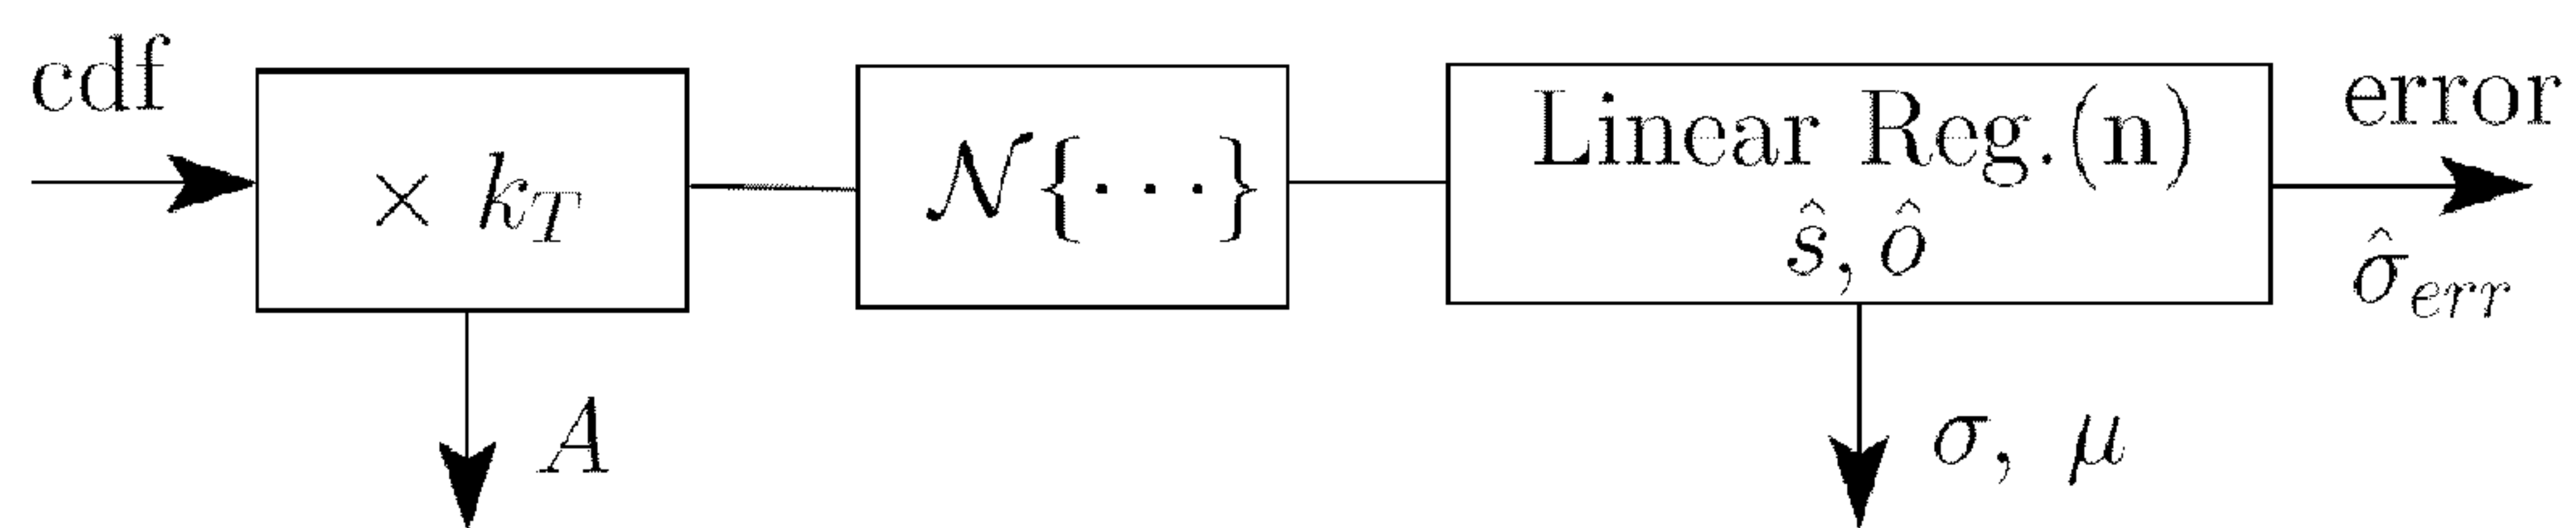 cdf
× k_T
𝒩{···}
Linear Reg.(n)
ŝ, ô
error
σ̂_err
A
σ, μ